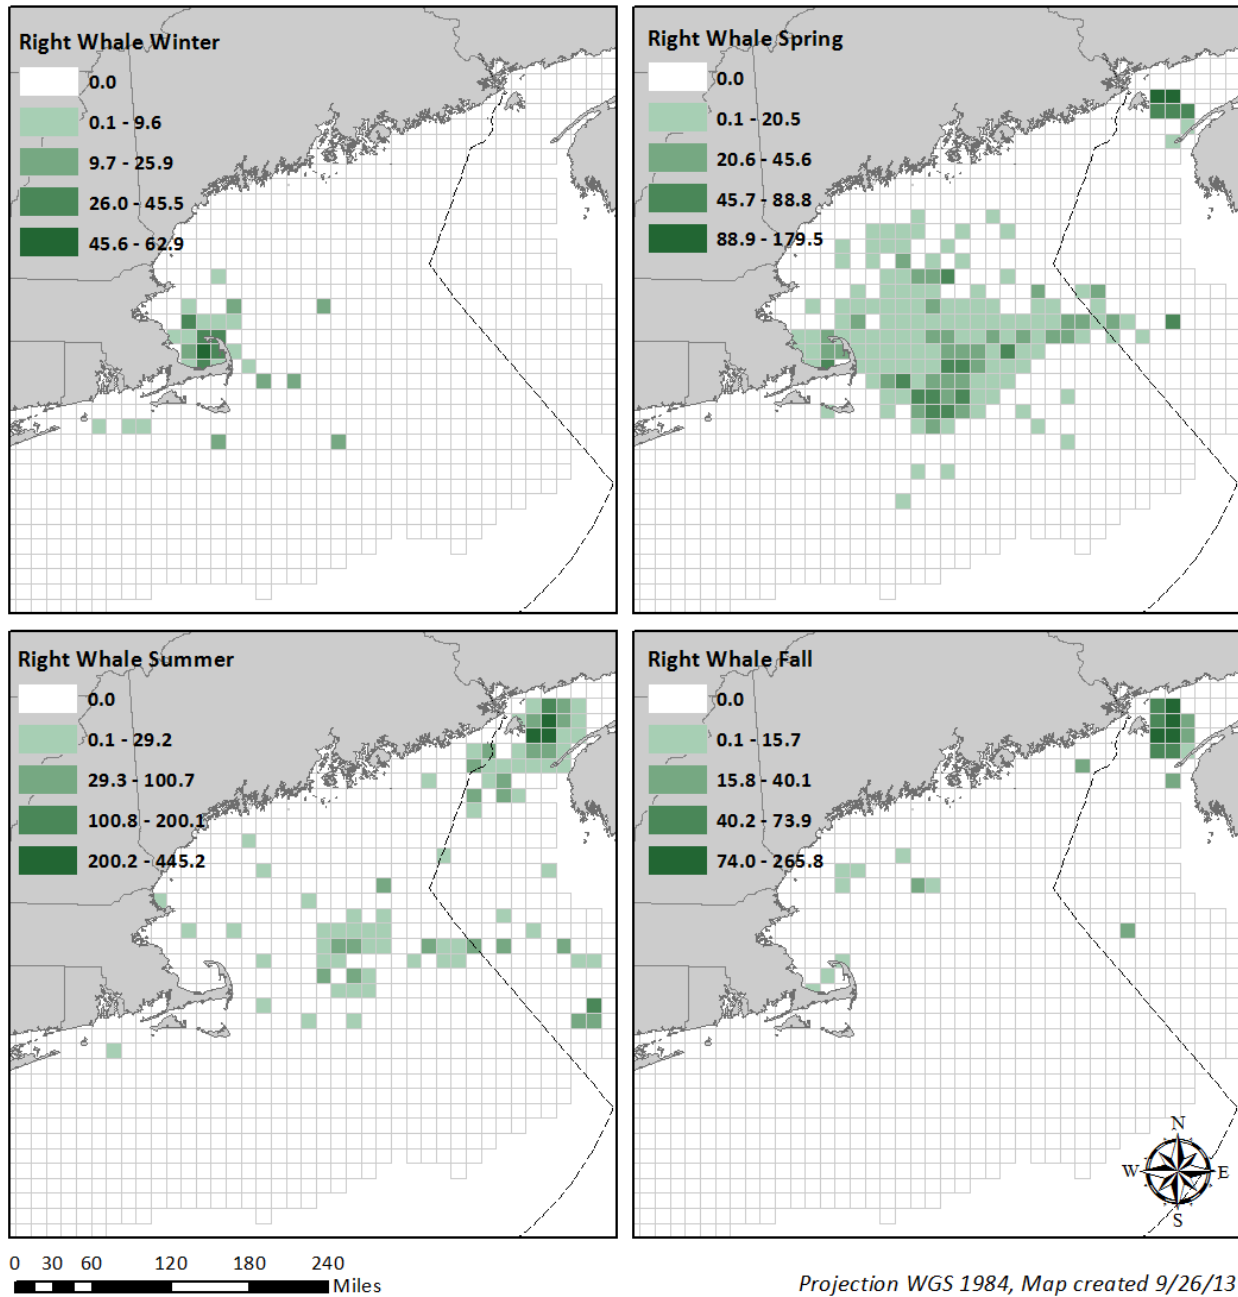 Right Whale Winter
0.0
0.1 - 9.6
9.7 - 25.9
26.0 - 45.5
45.6 - 62.9
Right Whale Spring
0.0
0.1 - 20.5
20.6 - 45.6
45.7 - 88.8
88.9 - 179.5
Right Whale Summer
0.0
0.1 - 29.2
29.3 - 100.7
100.8 - 200.1
200.2 - 445.2
Right Whale Fall
0.0
0.1 - 15.7
15.8 - 40.1
40.2 - 73.9
74.0 - 265.8
N
W E
S
0 30 60 120 180 240
Miles
Projection WGS 1984, Map created 9/26/13